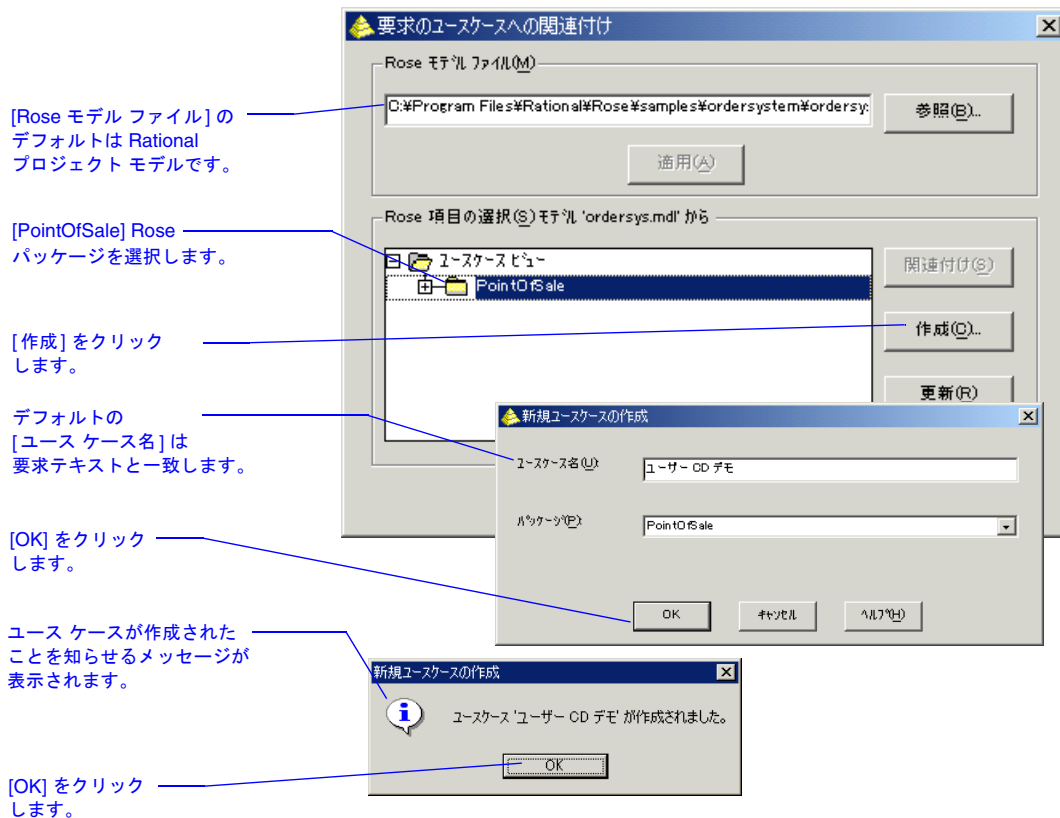 要求のユースケースへの関連付け
Rose モデル ファイル(M)
[Rose モデル ファイル] の
デフォルトは Rational
プロジェクト モデルです。
C:¥Program Files¥Rational¥Rose¥samples¥ordersystem¥ordersy:
参照(B)...
適用(A)
Rose 項目の選択(S) モデル 'ordersys.mdl' から
[PointOfSale] Rose
パッケージを選択します。
ユースケース ビュー
PointOfSale
関連付け(S)
[作成] をクリック
します。
作成(C)...
更新(R)
デフォルトの
[ユース ケース名] は
要求テキストと一致します。
新規ユースケースの作成
ユースケース名(U):
ユーザー CD デモ
パッケージ(P):
PointOfSale
[OK] をクリック
します。
OK
キャンセル
ヘルプ(H)
ユース ケースが作成された
ことを知らせるメッセージが
表示されます。
新規ユースケースの作成
ユースケース 'ユーザー CD デモ' が作成されました。
OK
[OK] をクリック
します。